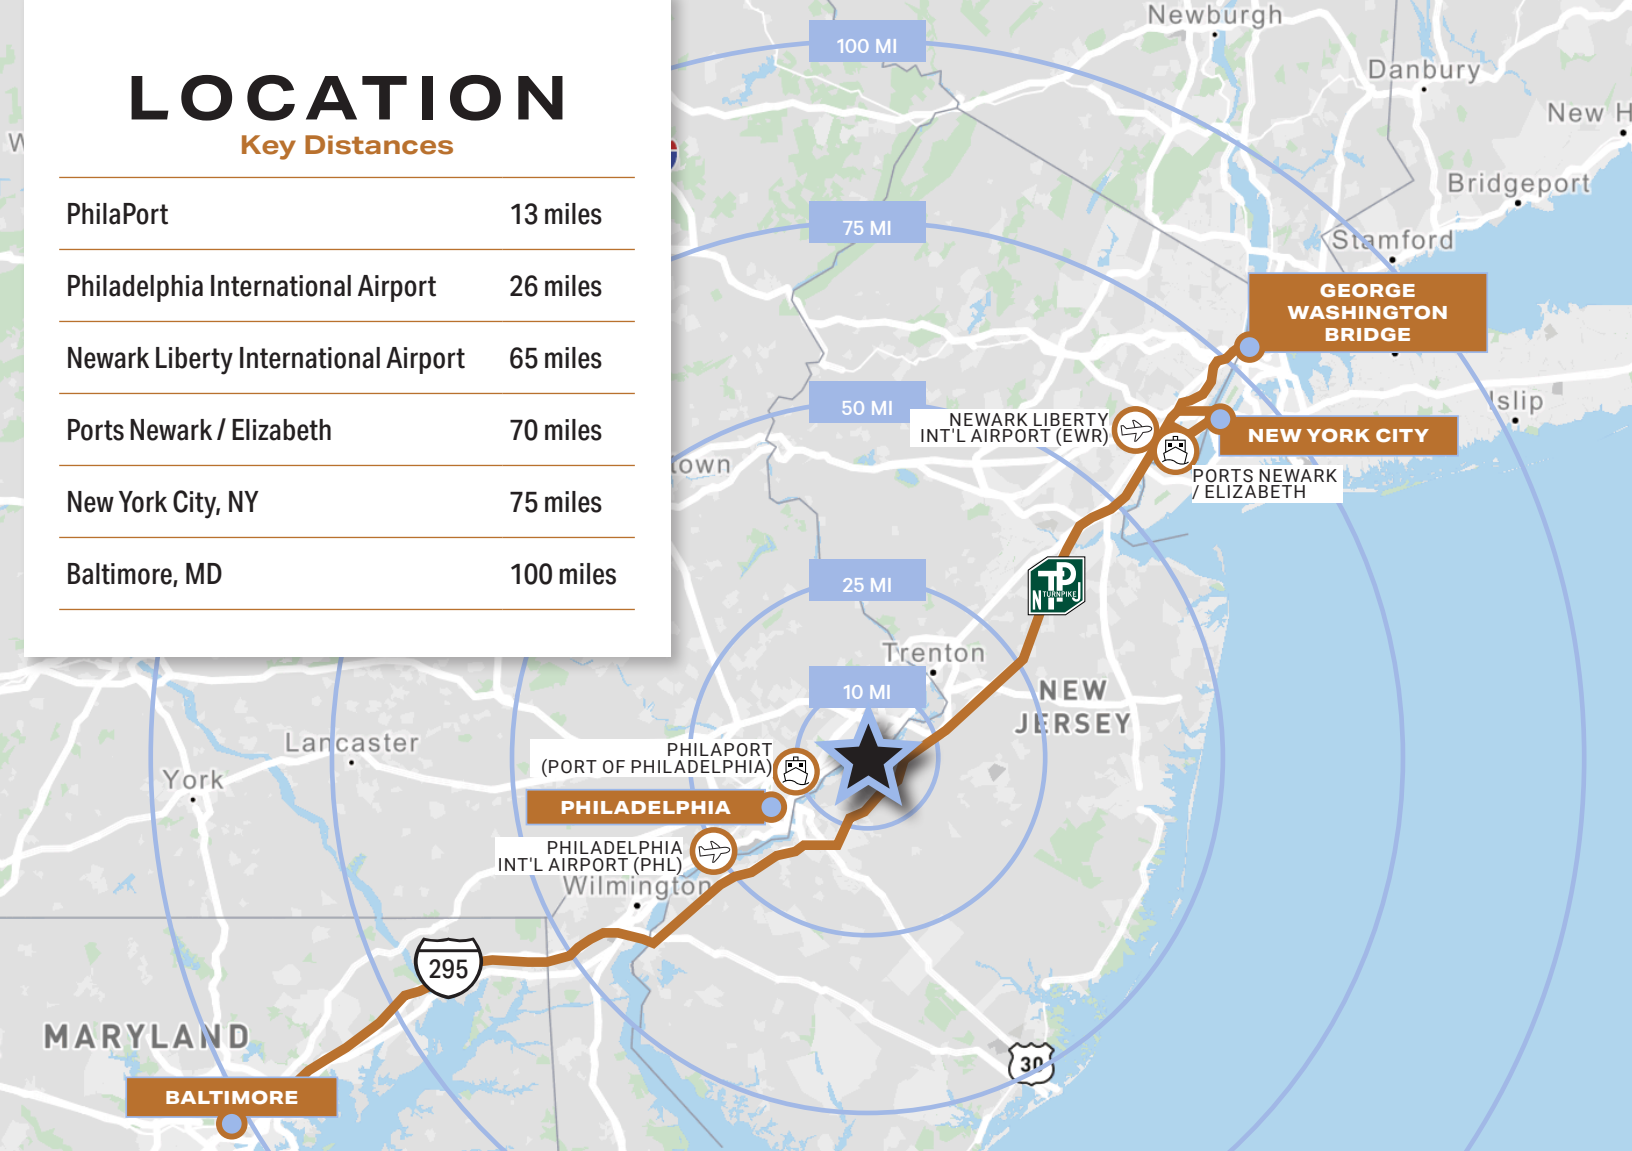 LOCATION
Key Distances
PhilaPort 13 miles
Philadelphia International Airport 26 miles
Newark Liberty International Airport 65 miles
Ports Newark / Elizabeth 70 miles
New York City, NY 75 miles
Baltimore, MD 100 miles
Newburgh
100 MI
Danbury
New H
W
Bridgeport
75 MI
Stamford
GEORGE
WASHINGTON
BRIDGE
50 MI
Islip
NEWARK LIBERTY
INT'L AIRPORT (EWR)
NEW YORK CITY
town
PORTS NEWARK
/ ELIZABETH
25 MI
NJ TP
TURNPIKE
Trenton
10 MI
NEW
JERSEY
Lancaster
PHILAPORT
(PORT OF PHILADELPHIA)
York
PHILADELPHIA
PHILADELPHIA
INT'L AIRPORT (PHL)
Wilmington
295
MARYLAND
30
BALTIMORE